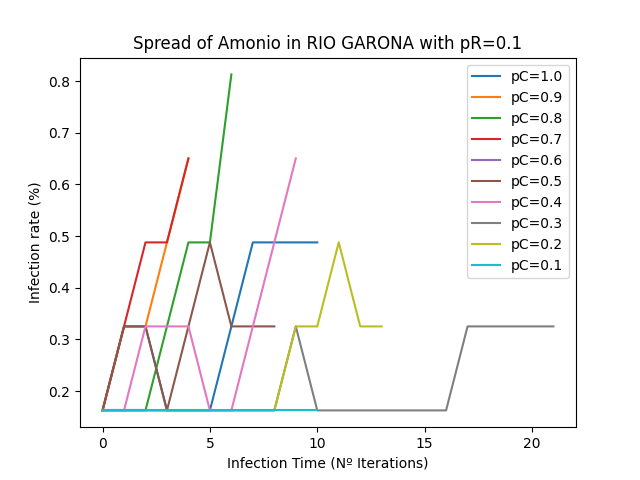 Spread of Amonio in RIO GARONA with pR=0.1
Infection rate (%)
0.8
0.7
0.6
0.5
0.4
0.3
0.2
0
5
10
15
20
Infection Time (Nº Iterations)
pC=1.0
pC=0.9
pC=0.8
pC=0.7
pC=0.6
pC=0.5
pC=0.4
pC=0.3
pC=0.2
pC=0.1